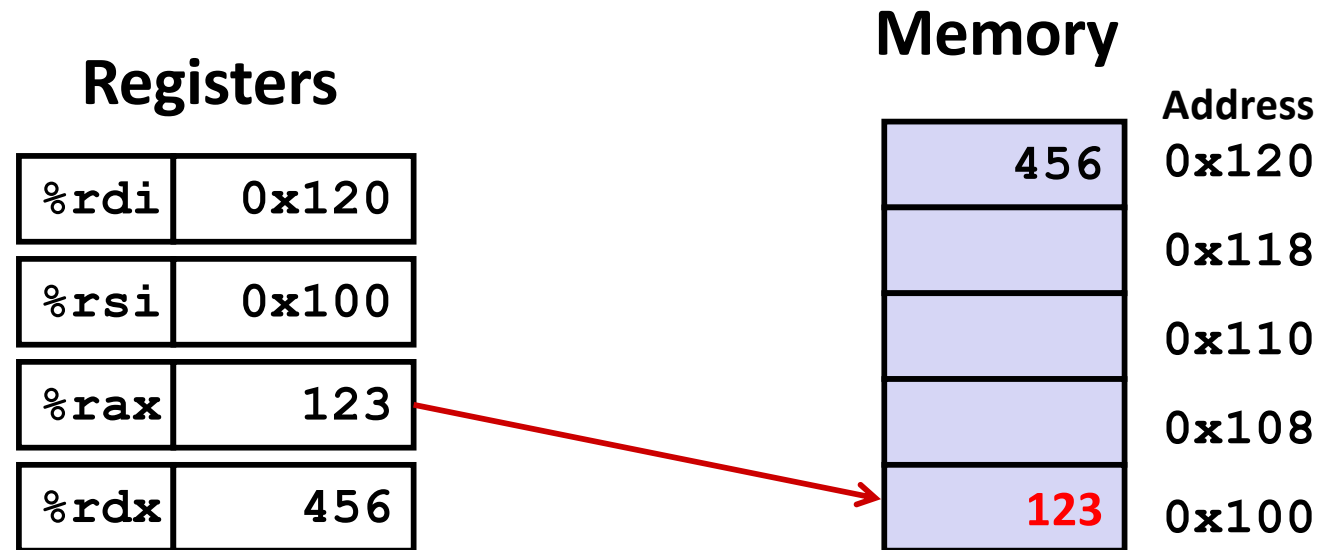 Registers
%rdi 0x120
%rsi 0x100
%rax 123
%rdx 456
Memory
Address
456 0x120
0x118
0x110
0x108
123 0x100